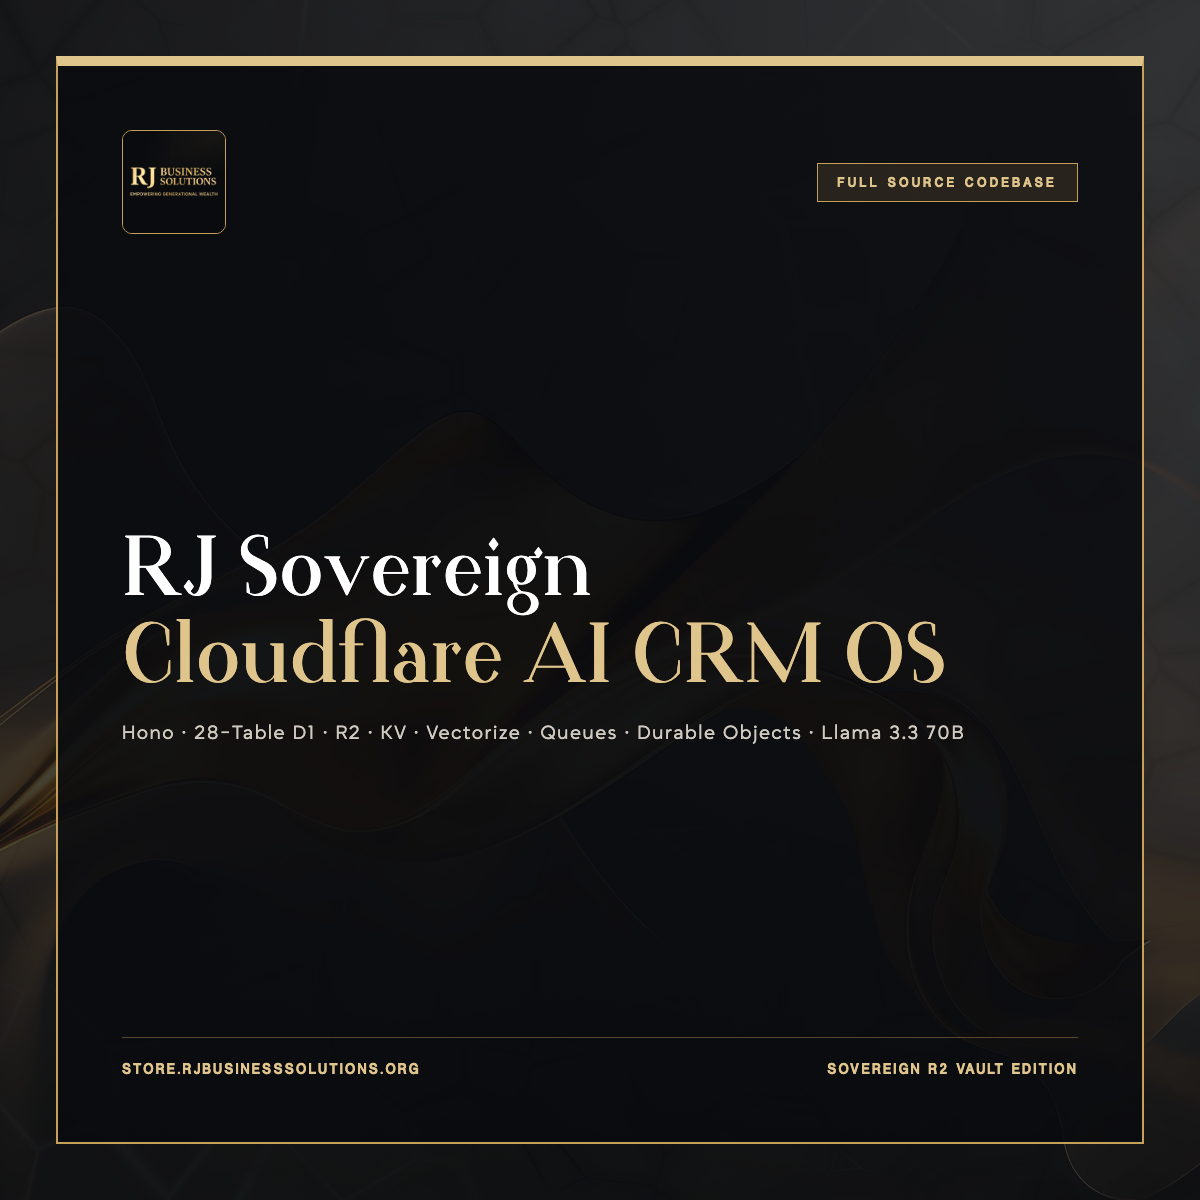 RJ BUSINESS
SOLUTIONS
EMPOWERING GENERATIONAL WEALTH
FULL SOURCE CODEBASE
RJ Sovereign
Cloudflare AI CRM OS
Hono · 28-Table D1 · R2 · KV · Vectorize · Queues · Durable Objects · Llama 3.3 70B
STORE.RJBUSINESSSOLUTIONS.ORG
SOVEREIGN R2 VAULT EDITION